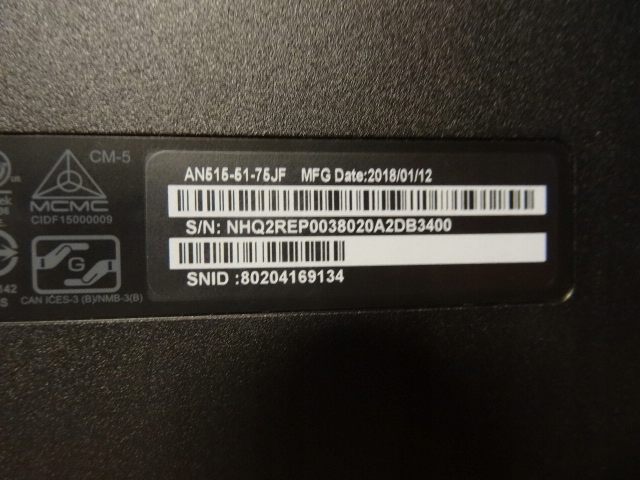 CM-5
MCMC
CIDF15000009
G
142
S
CAN ICES-3 (B)/NMB-3(B)
AN515-51-75JF MFG Date:2018/01/12
S/N: NHQ2REP0038020A2DB3400
SNID :80204169134